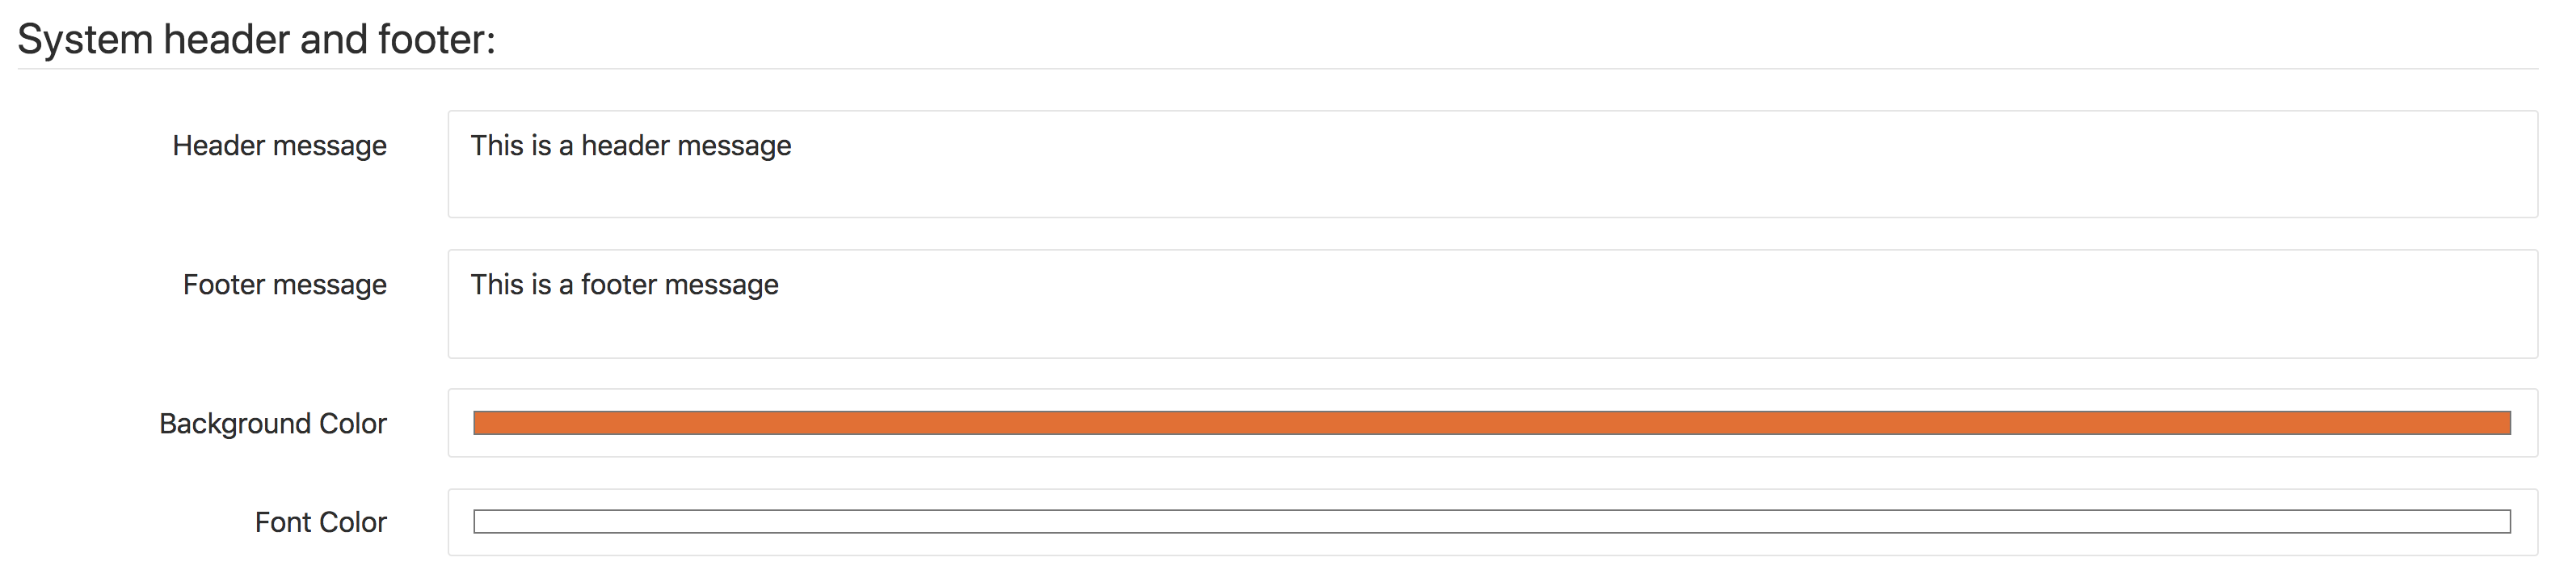 System header and footer:
Header message
This is a header message
Footer message
This is a footer message
Background Color
Font Color